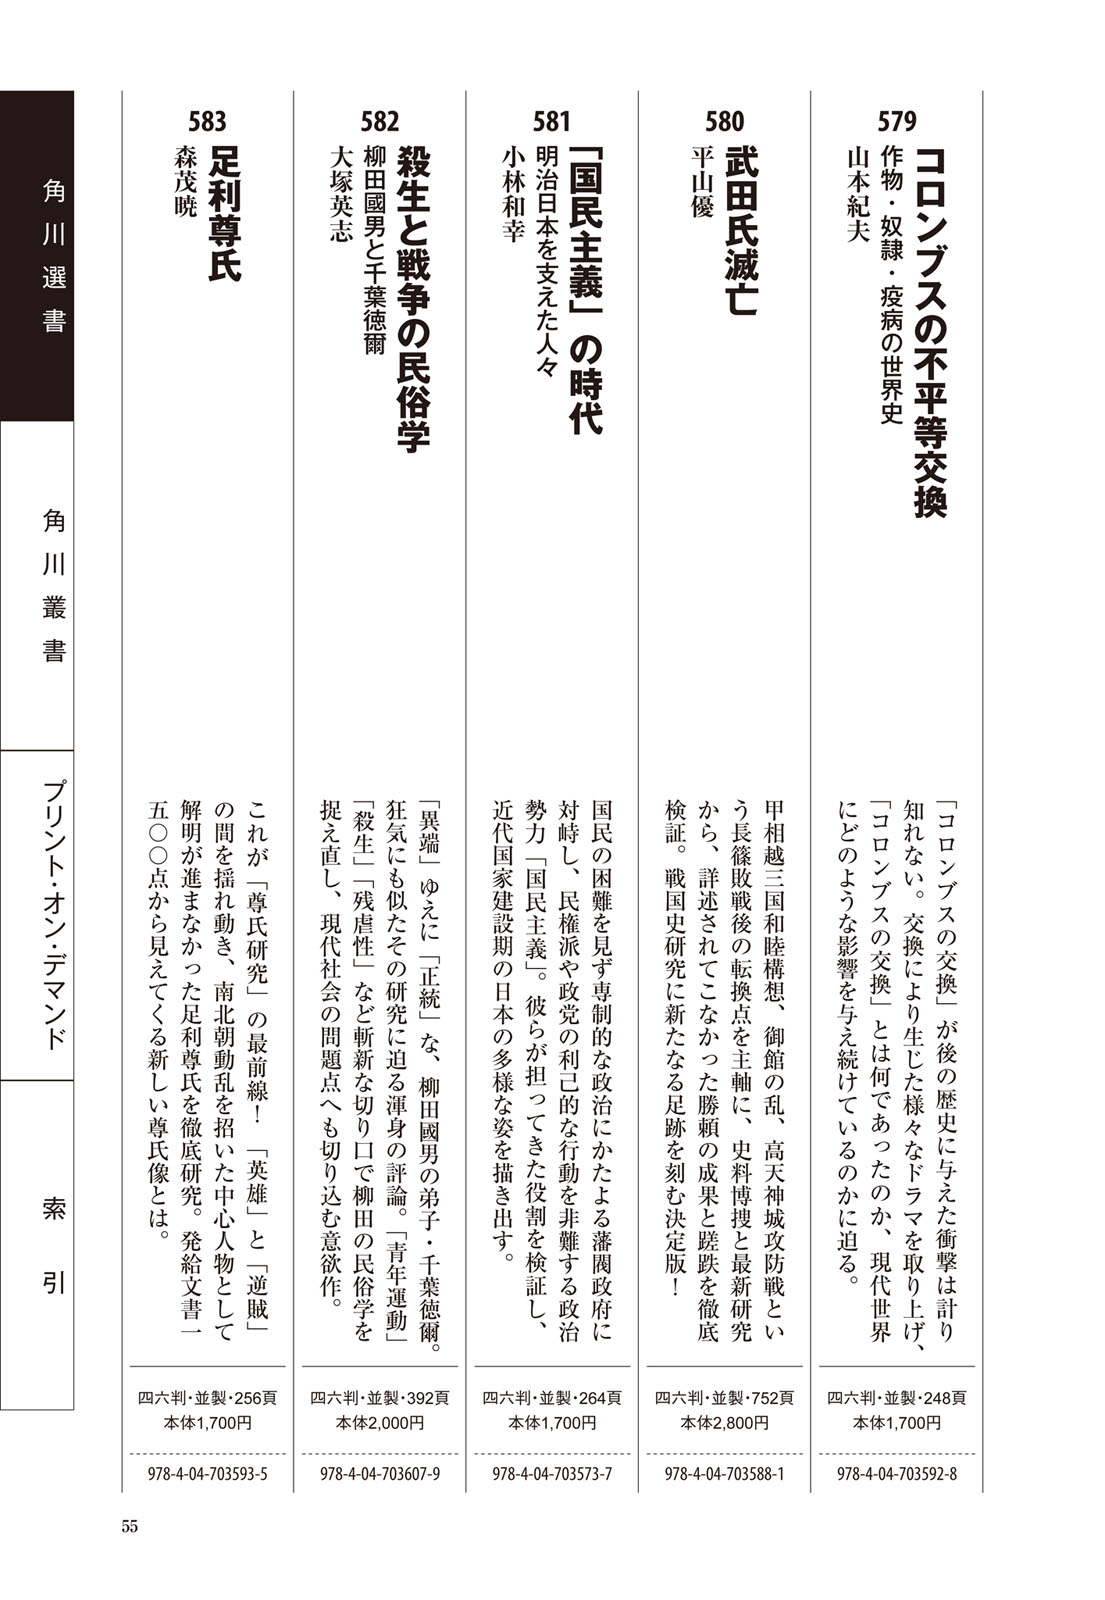 579
コロンブスの不平等交換
作物・奴隷・疫病の世界史
山本紀夫
「コロンブスの交換」が後の歴史に与えた衝撃は計り
知れない。交換により生じた様々なドラマを取り上げ、
「コロンブスの交換」とは何であったのか、現代世界
にどのような影響を与え続けているのかに迫る。
四六判・並製・248頁
本体1,700円
978-4-04-703592-8
580
武田氏滅亡
平山優
甲相越三国和睦構想、御館の乱、高天神城攻防戦とい
う長篠敗戦後の転換点を主軸に、史料博捜と最新研究
から、詳述されてこなかった勝頼の成果と蹉跌を徹底
検証。戦国史研究に新たなる足跡を刻む決定版！
四六判・並製・752頁
本体2,800円
978-4-04-703588-1
581
「国民主義」の時代
明治日本を支えた人々
小林和幸
国民の困難を見ず専制的な政治にかたよる藩閥政府に
対峙し、民権派や政党の利己的な行動を非難する政治
勢力「国民主義」。彼らが担ってきた役割を検証し、
近代国家建設期の日本の多様な姿を描き出す。
四六判・並製・264頁
本体1,700円
978-4-04-703573-7
582
殺生と戦争の民俗学
柳田國男と千葉徳爾
大塚英志
「異端」ゆえに「正統」な、柳田國男の弟子・千葉徳爾。
狂気にも似たその研究に迫る渾身の評論。「青年運動」
「殺生」「残虐性」など斬新な切り口で柳田の民俗学を
捉え直し、現代社会の問題点へも切り込む意欲作。
四六判・並製・392頁
本体2,000円
978-4-04-703607-9
583
足利尊氏
森茂暁
これが「尊氏研究」の最前線！　「英雄」と「逆賊」
の間を揺れ動き、南北朝動乱を招いた中心人物として
解明が進まなかった足利尊氏を徹底研究。発給文書一
五〇〇点から見えてくる新しい尊氏像とは。
四六判・並製・256頁
本体1,700円
978-4-04-703593-5
角川選書
角川叢書
プリント・オン・デマンド
索引
55